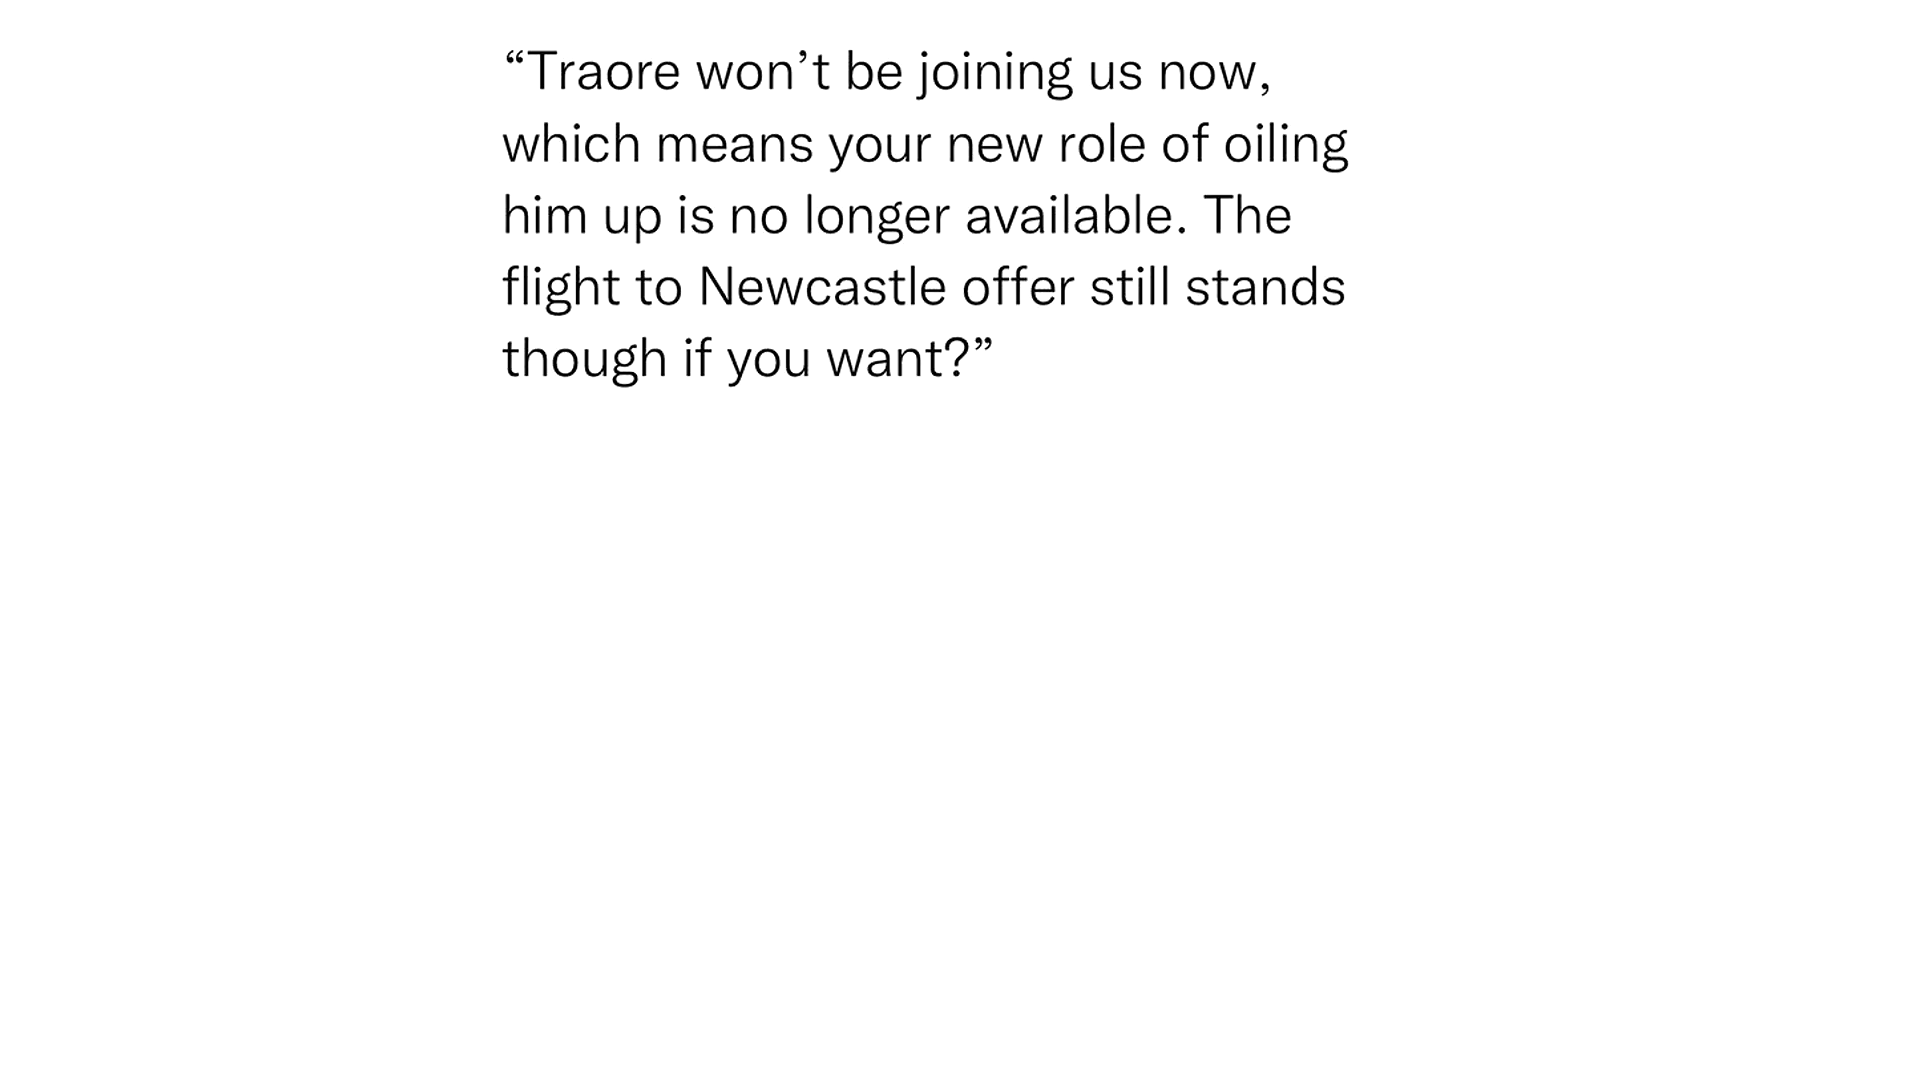 “Traore won’t be joining us now,
which means your new role of oiling
him up is no longer available. The
flight to Newcastle offer still stands
though if you want?”